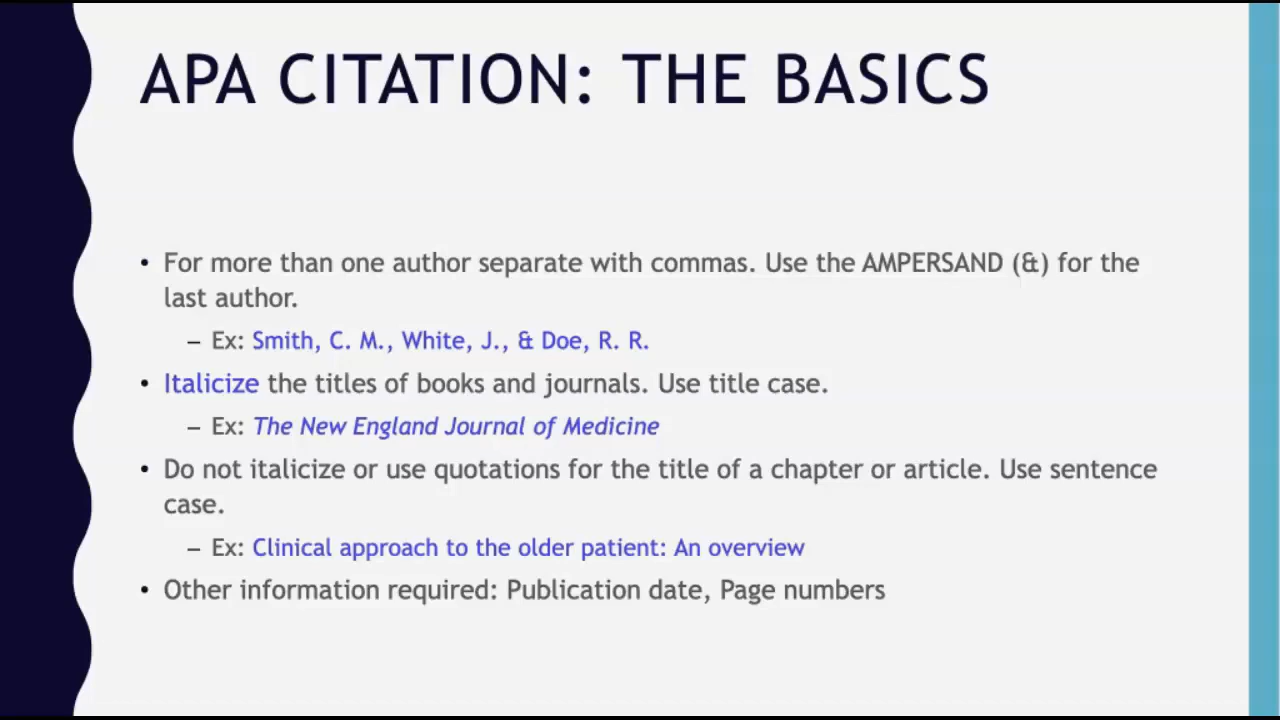 APA CITATION: THE BASICS
• For more than one author separate with commas. Use the AMPERSAND (&) for the
last author.
– Ex: Smith, C. M., White, J., & Doe, R. R.
• Italicize the titles of books and journals. Use title case.
– Ex: The New England Journal of Medicine
• Do not italicize or use quotations for the title of a chapter or article. Use sentence
case.
– Ex: Clinical approach to the older patient: An overview
• Other information required: Publication date, Page numbers